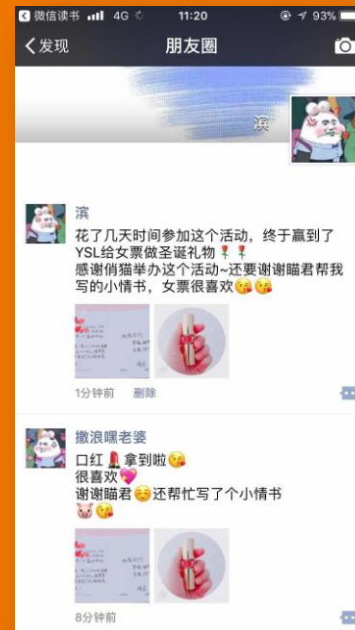 微信读书 4G 11:20 93%
发现 朋友圈
滨
滨
花了几天时间参加这个活动，终于赢到了
YSL给女票做圣诞礼物🌹🌹
感谢俏猫举办这个活动~还要谢谢瞄君帮我
写的小情书，女票很喜欢😘😘
1分钟前 删除
撒浪嘿老婆
口红💄拿到啦😘
很喜欢💖
谢谢瞄君☺️还帮忙写了个小情书
🐷😘
8分钟前